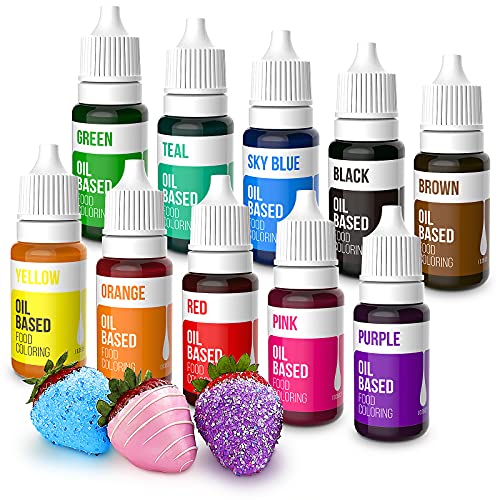 GREEN
OIL
BASED
FOOD
COLORING
TEAL
OIL
BASED
FOOD
COLORING
SKY BLUE
OIL
BASED
FOOD
COLORING
BLACK
OIL
BASED
FOOD
COLORING
BROWN
OIL
BASED
FOOD
COLORING
YELLOW
OIL
BASED
FOOD
COLORING
ORANGE
OIL
BASED
FOOD
COLORING
RED
OIL
BASED
FOOD
COLORING
PINK
OIL
BASED
FOOD
COLORING
PURPLE
OIL
BASED
FOOD
COLORING